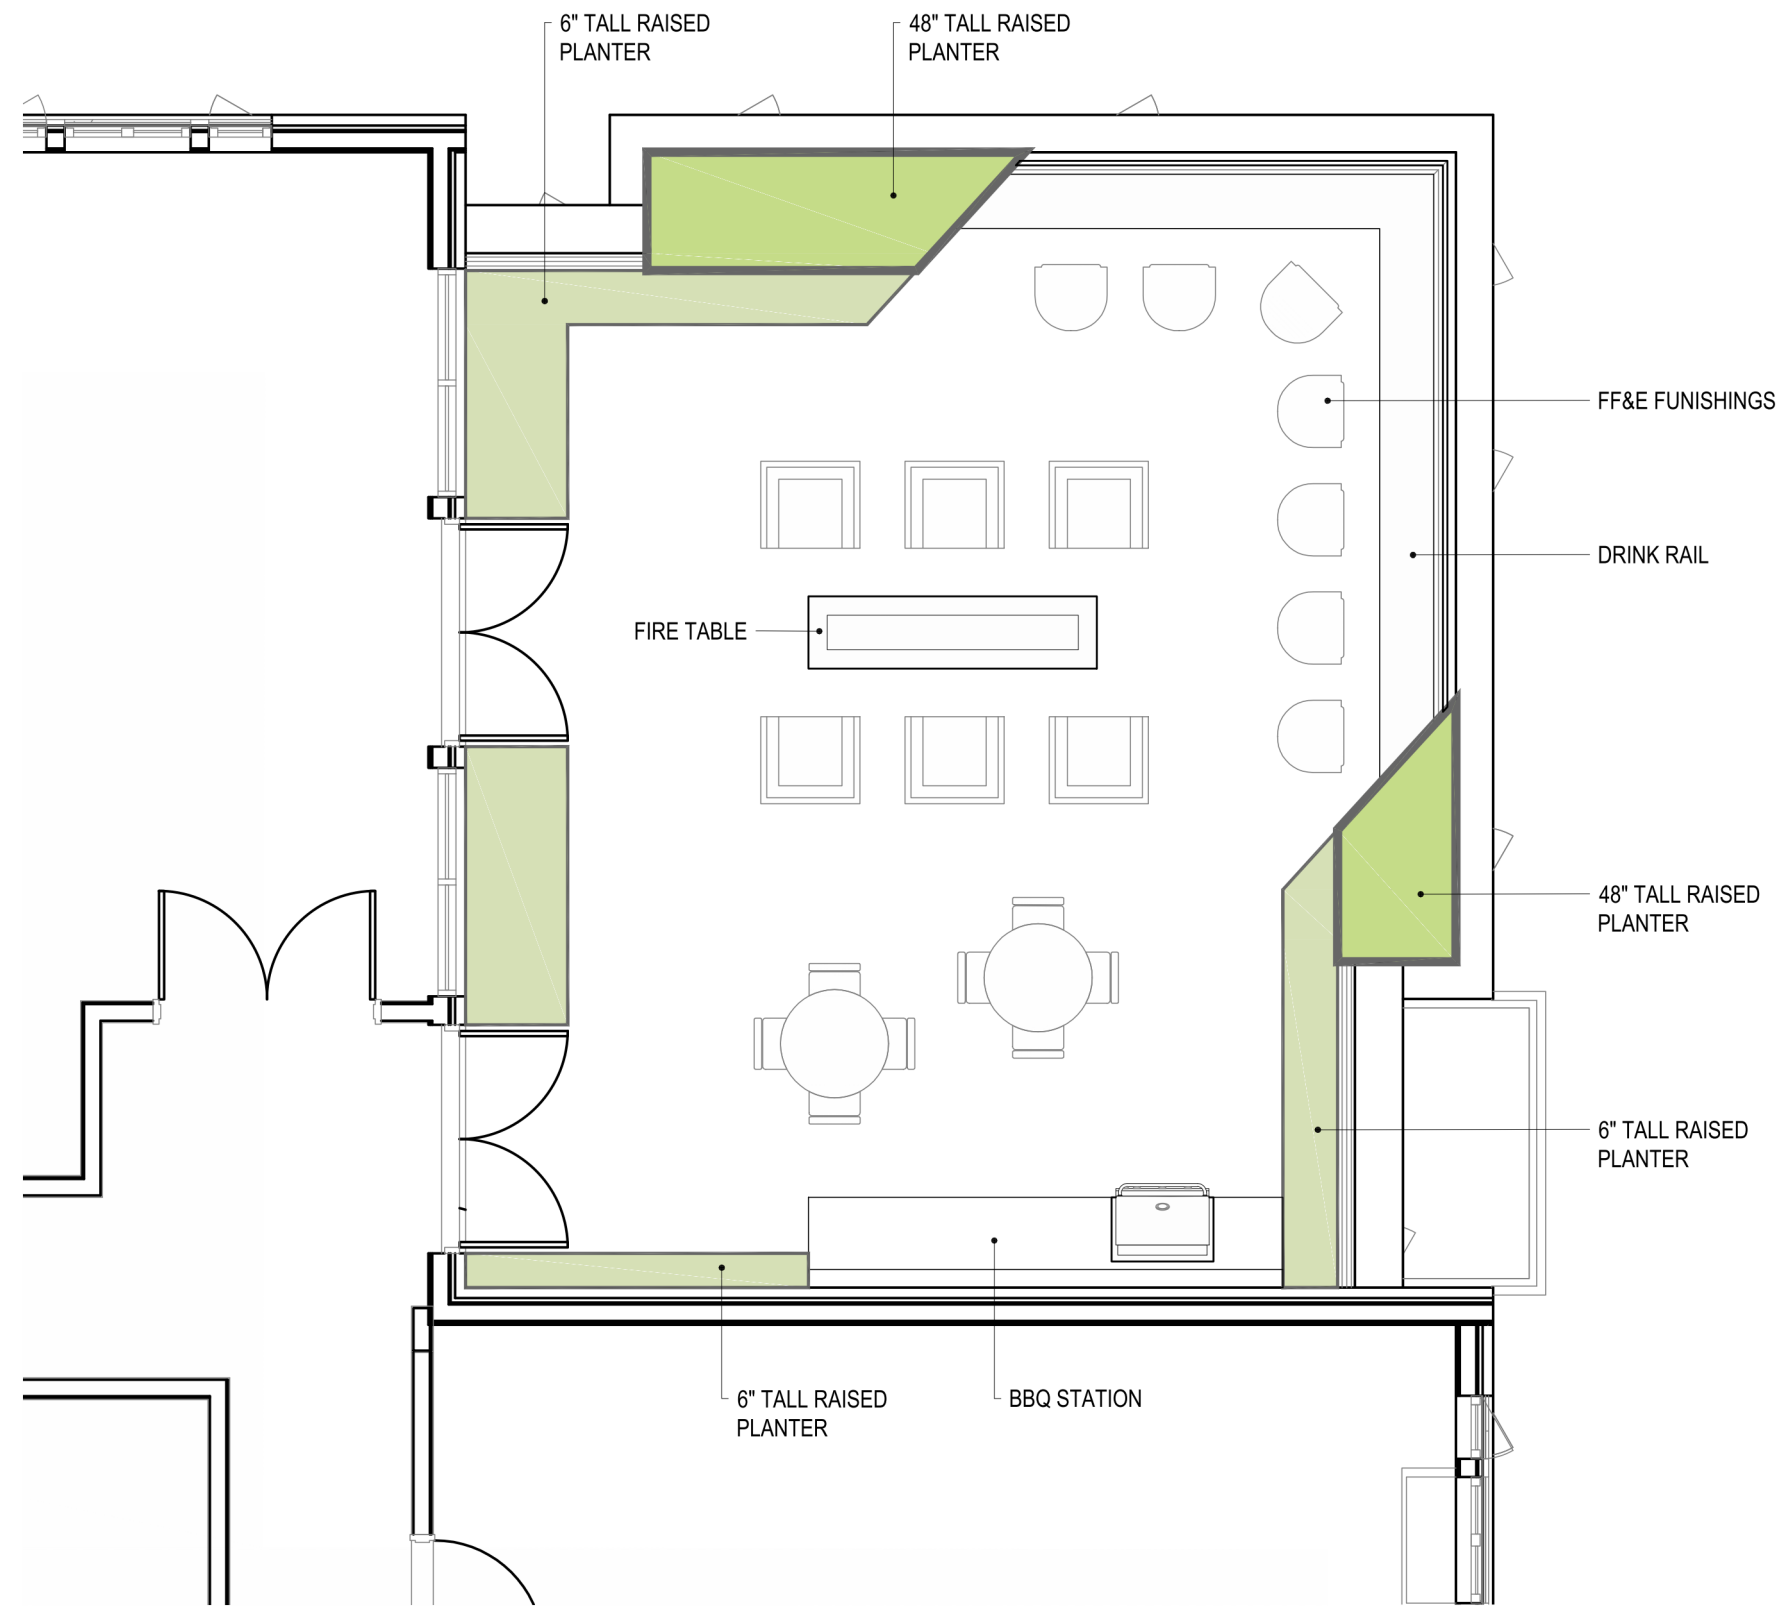 6" TALL RAISED
PLANTER
48" TALL RAISED
PLANTER
FF&E FUNISHINGS
DRINK RAIL
FIRE TABLE
48" TALL RAISED
PLANTER
6" TALL RAISED
PLANTER
6" TALL RAISED
PLANTER
BBQ STATION